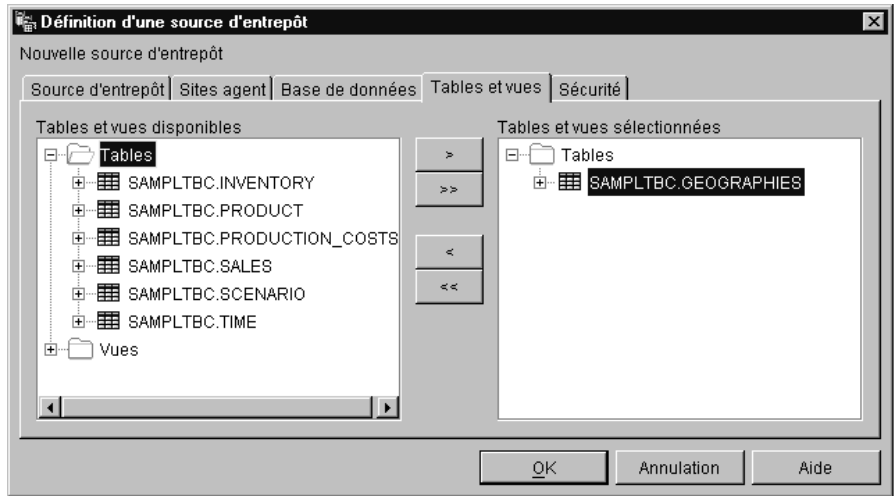 Définition d'une source d'entrepôt
Nouvelle source d'entrepôt
Source d'entrepôt Sites agent Base de données Tables et vues Sécurité
Tables et vues disponibles
Tables
SAMPLTBC.INVENTORY
SAMPLTBC.PRODUCT
SAMPLTBC.PRODUCTION_COSTS
SAMPLTBC.SALES
SAMPLTBC.SCENARIO
SAMPLTBC.TIME
Vues
>
>>
<
<<
Tables et vues sélectionnées
Tables
SAMPLTBC.GEOGRAPHIES
OK Annulation Aide